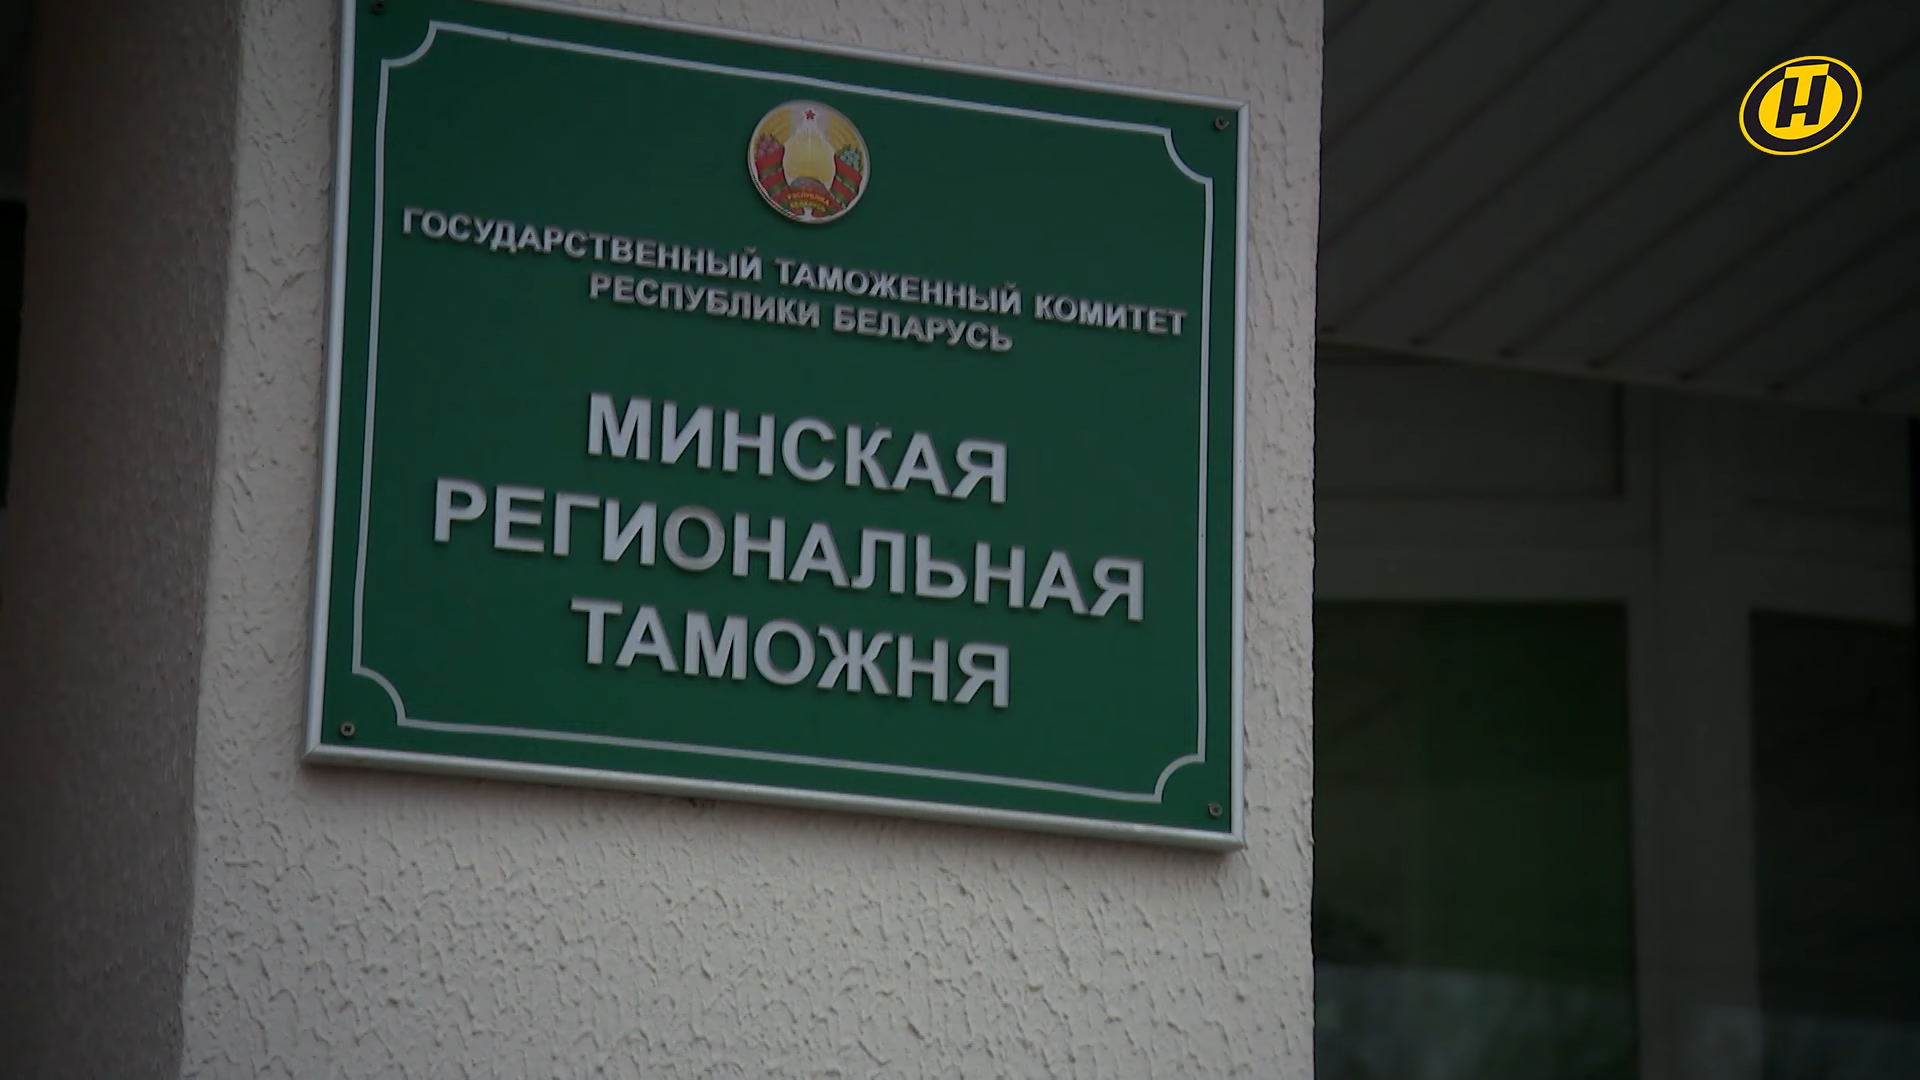 ГОСУДАРСТВЕННЫЙ ТАМОЖЕННЫЙ КОМИТЕТ
РЕСПУБЛИКИ БЕЛАРУСЬ
МИНСКАЯ
РЕГИОНАЛЬНАЯ
ТАМОЖНЯ